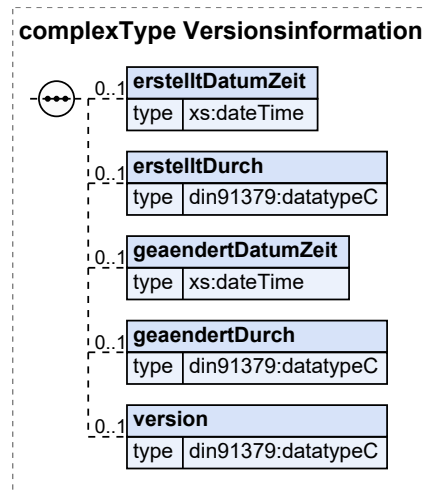 complexType Versionsinformation
0..1 erstelltDatumZeit
type xs:dateTime
0..1 erstelltDurch
type din91379:datatypeC
0..1 geaendertDatumZeit
type xs:dateTime
0..1 geaendertDurch
type din91379:datatypeC
0..1 version
type din91379:datatypeC